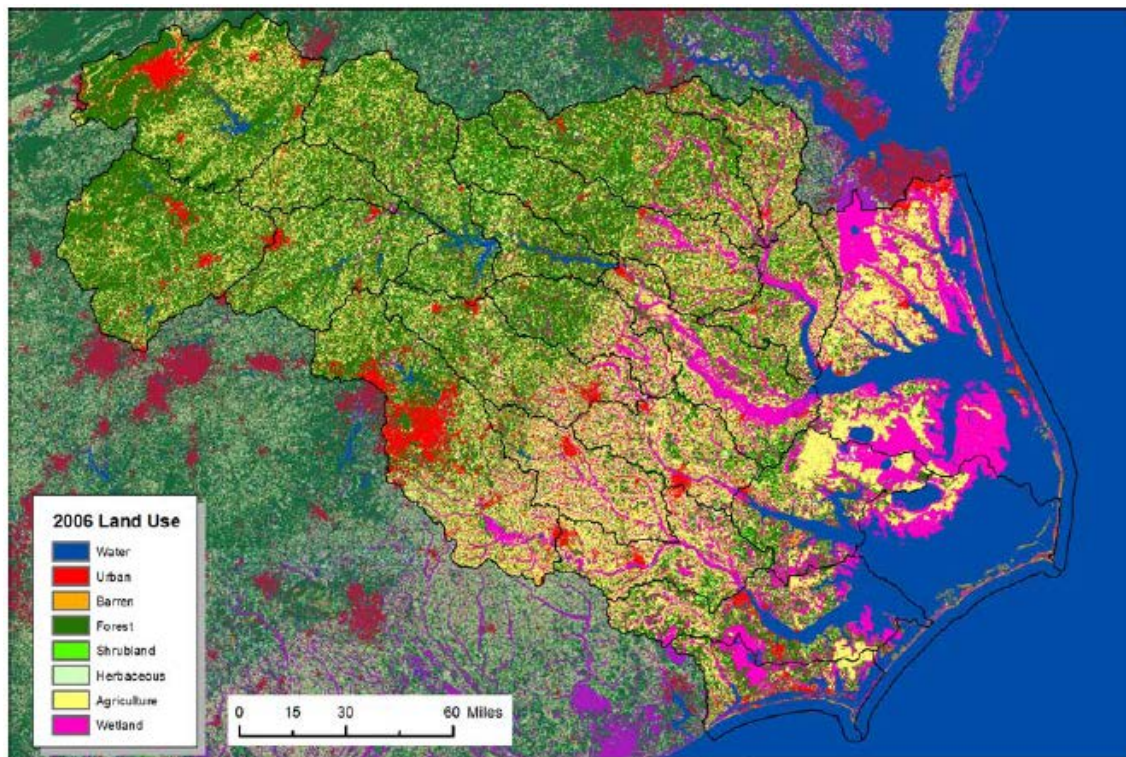 2006 Land Use
Water
Urban
Barren
Forest
Shrubland
Herbaceous
Agriculture
Wetland
0 15 30 60 Miles